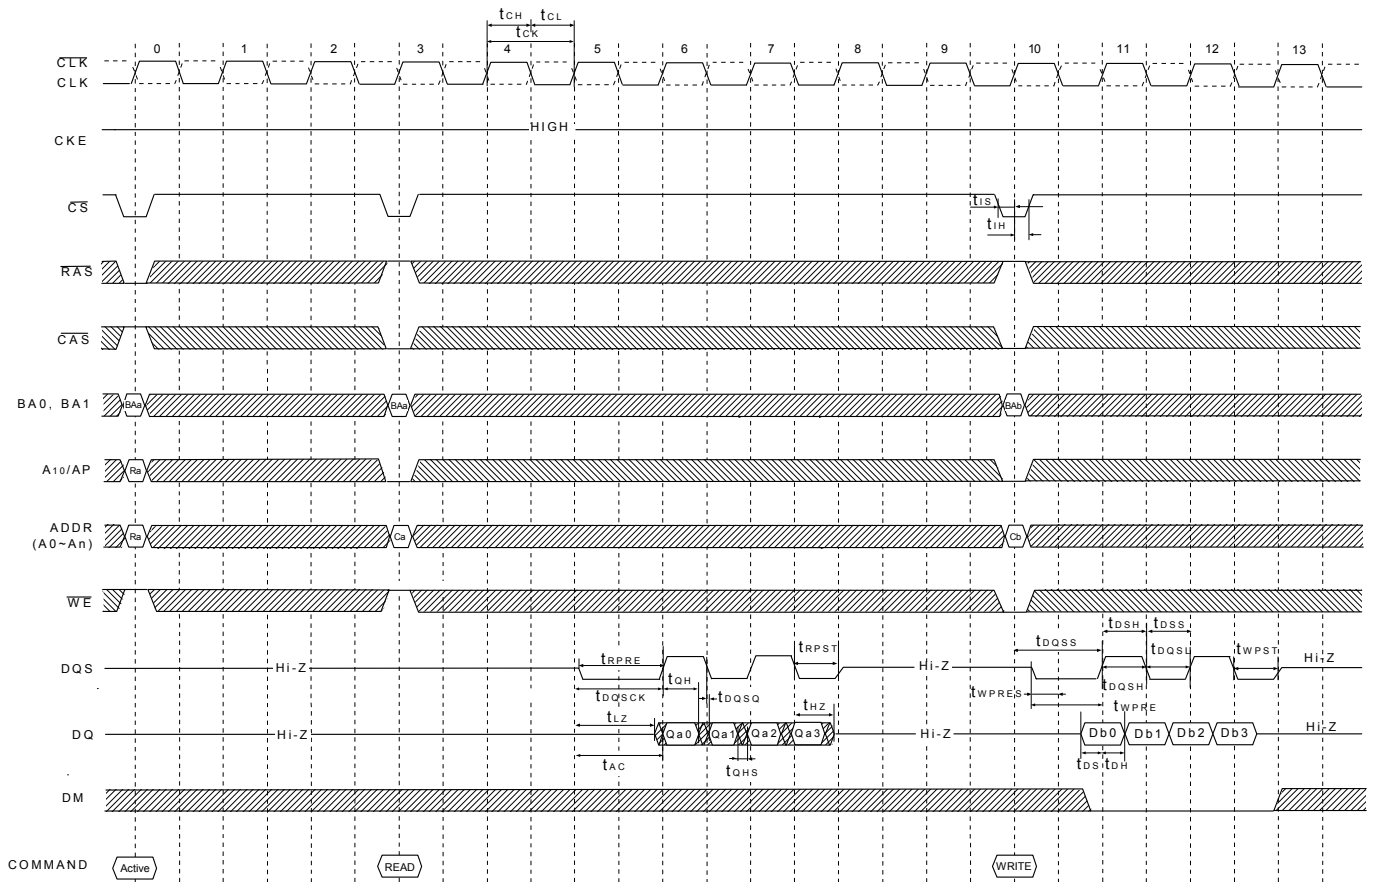 tCH tCL
tCK
0 1 2 3 4 5 6 7 8 9 10 11 12 13
CLK
CLK
HIGH
CKE
CS
tIS
tIH
RAS
CAS
BA0, BA1 BAa BAa BAb
A10/AP Ra
ADDR
(A0~An)
Ra Ca Cb
WE
tDSH tDSS
tDQSS tDQSL tWPST
tRPRE tRPST
DQS Hi-Z Hi-Z Hi-Z
tQH
tDQSCK tDQSQ tWPRES tDQSH
tWPRE
tLZ tHZ
DQ Hi-Z Qa0 Qa1 Qa2 Qa3 Hi-Z Db0 Db1 Db2 Db3 Hi-Z
tAC tQHS tDS tDH
DM
COMMAND Active READ WRITE